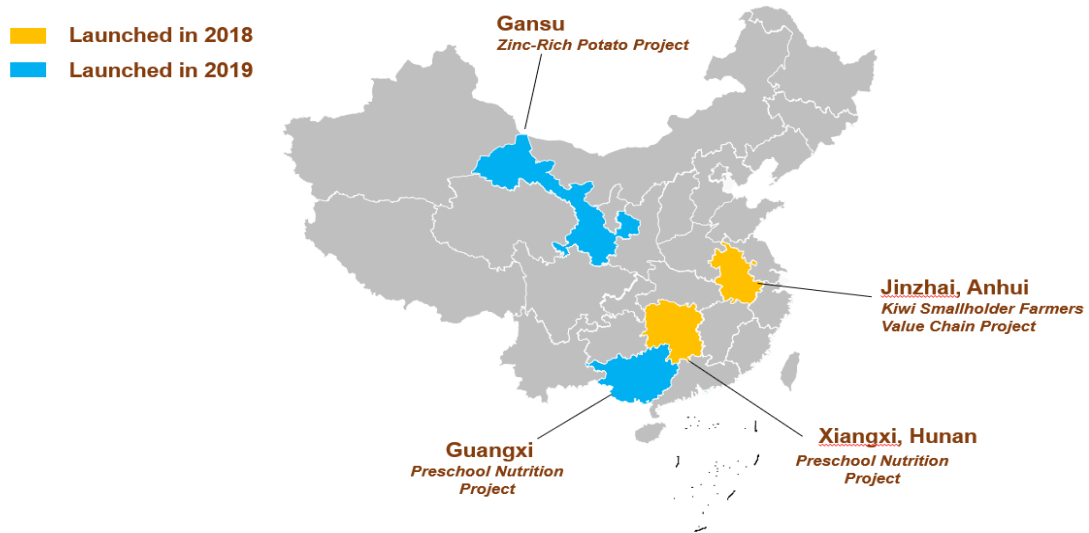 Launched in 2018
Launched in 2019
Gansu
Zinc-Rich Potato Project
Jinzhai, Anhui
Kiwi Smallholder Farmers
Value Chain Project
Xiangxi, Hunan
Preschool Nutrition
Project
Guangxi
Preschool Nutrition
Project